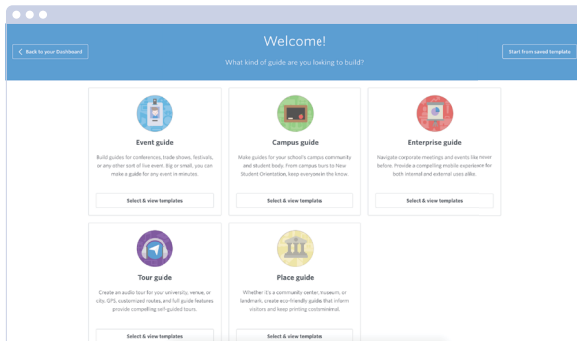 Welcome!
Back to your Dashboard
Start from saved template
What kind of guide are you looking to build?
Event guide
Build guides for conferences, trade shows, festivals,
or any other sort of live event. Big or small, you can
make a guide for any event in minutes.
Select & view templates
Campus guide
Make guides for your school's campus community
and student body. From campus tours to New
Student Orientation, keep everyone in the know.
Select & view template
Enterprise guide
Navigate corporate meetings and events like never
before. Provide a compelling mobile experience for
both internal and external uses alike.
Select & view templates
Tour guide
Create an audio tour for your university, venue, or
city. GPS, customized routes, and full guide features
provide compelling self-guided tours.
Select & view templates
Place guide
Whether it's a community center, museum, or
landmark, create eco-friendly guides that inform
visitors and keep printing costs minimal.
Select & view templates